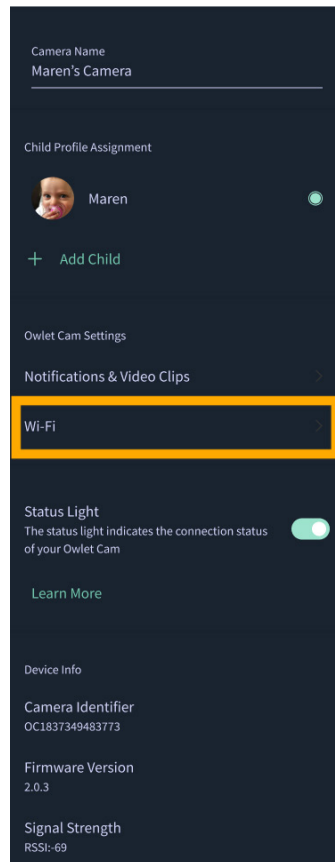 Camera Name
Maren's Camera
Child Profile Assignment
Maren
+ Add Child
Owlet Cam Settings
Notifications & Video Clips
Wi-Fi
Status Light
The status light indicates the connection status
of your Owlet Cam
Learn More
Device Info
Camera Identifier
OC1837349483773
Firmware Version
2.0.3
Signal Strength
RSSI:-69